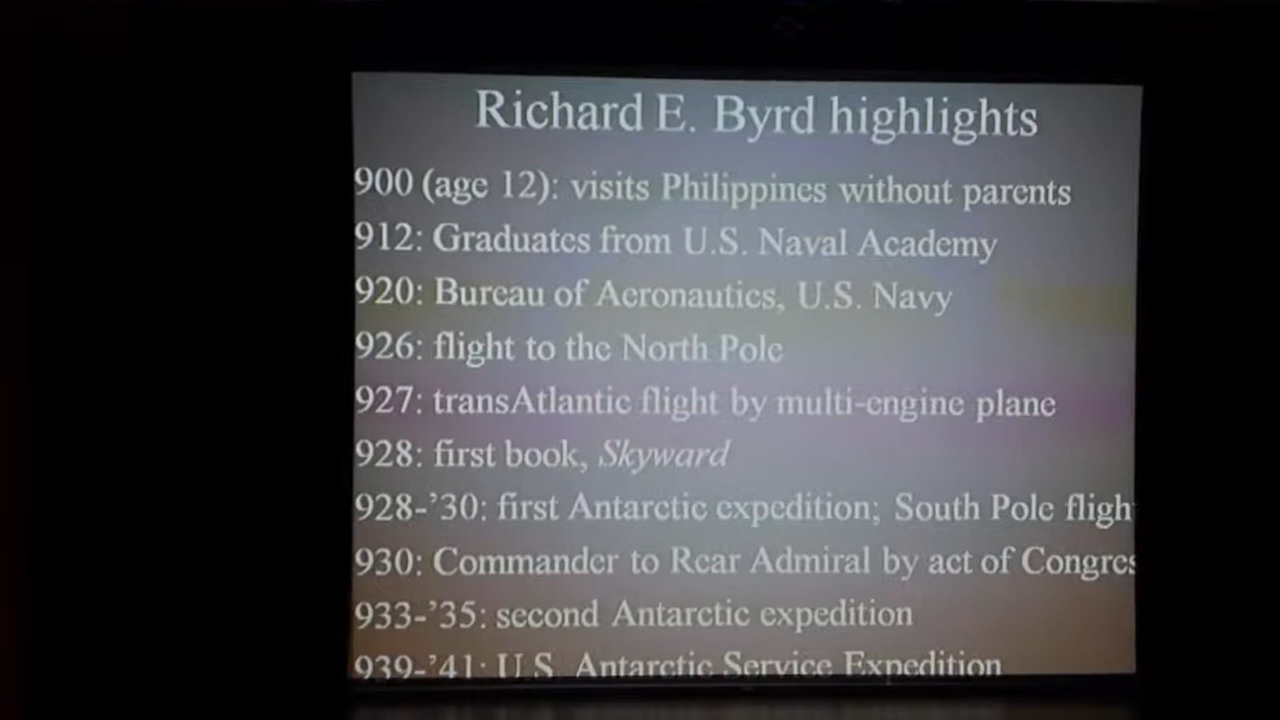 Richard E. Byrd highlights
900 (age 12): visits Philippines without parents
912: Graduates from U.S. Naval Academy
920: Bureau of Aeronautics, U.S. Navy
926: flight to the North Pole
927: transAtlantic flight by multi-engine plane
928: first book, Skyward
928-’30: first Antarctic expedition; South Pole fligh
930: Commander to Rear Admiral by act of Congres
933-’35: second Antarctic expedition
939-’41: U.S. Antarctic Service Expedition